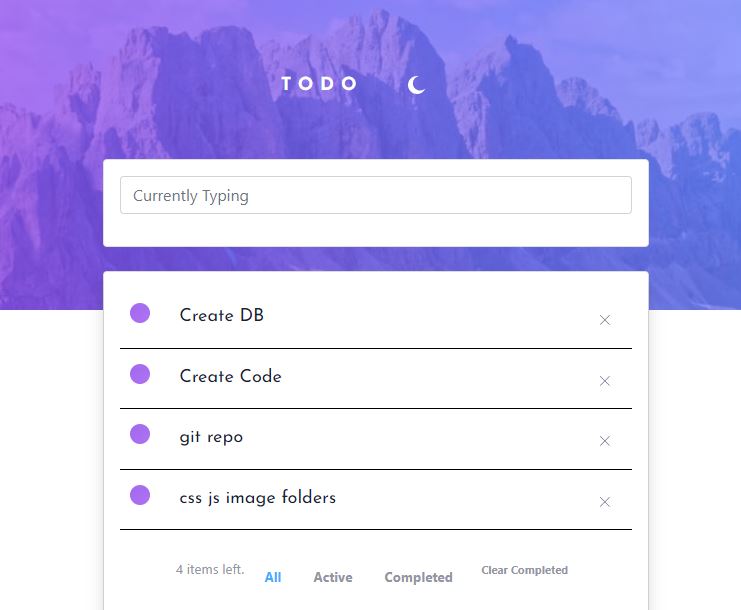 TODO
Currently Typing
Create DB
Create Code
git repo
css js image folders
4 items left. All Active Completed Clear Completed